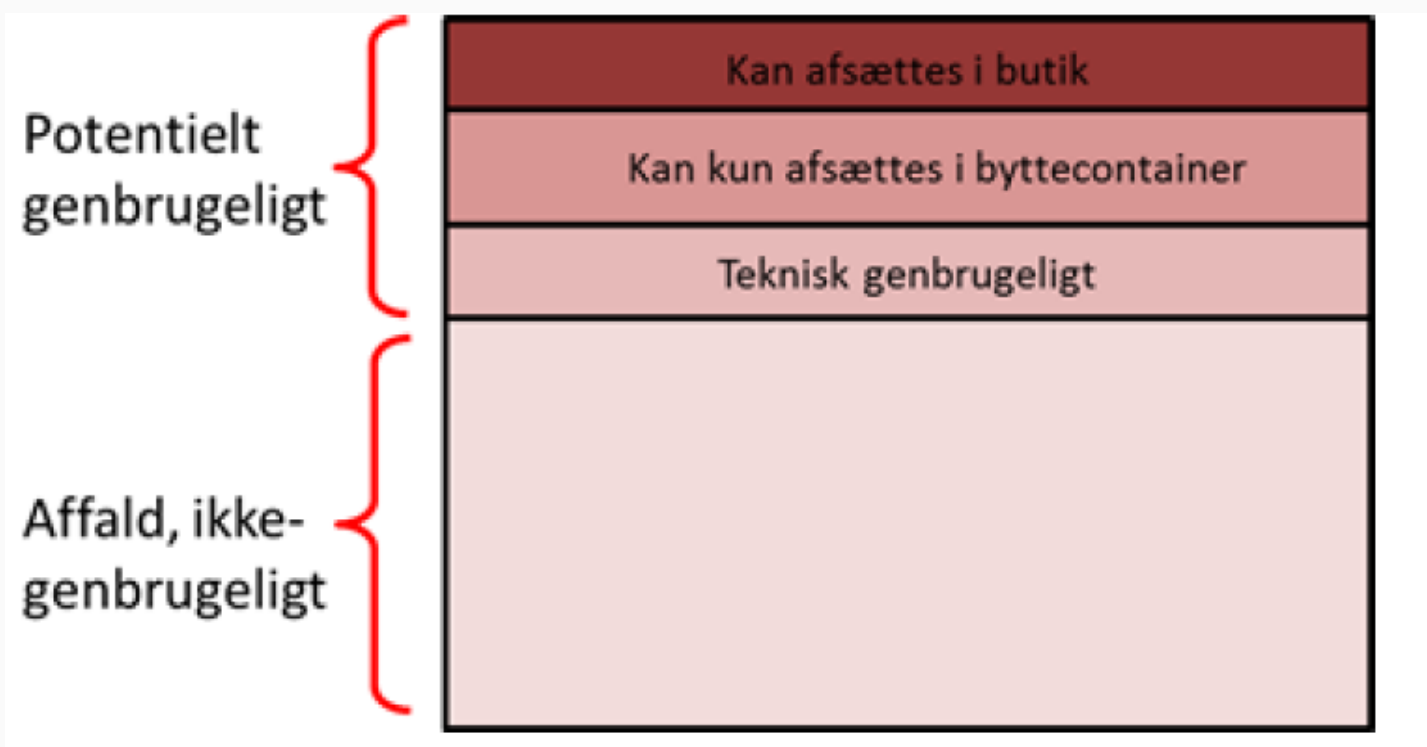 Potentielt
genbrugeligt
Kan afsættes i butik
Kan kun afsættes i byttecontainer
Teknisk genbrugeligt
Affald, ikke-
genbrugeligt